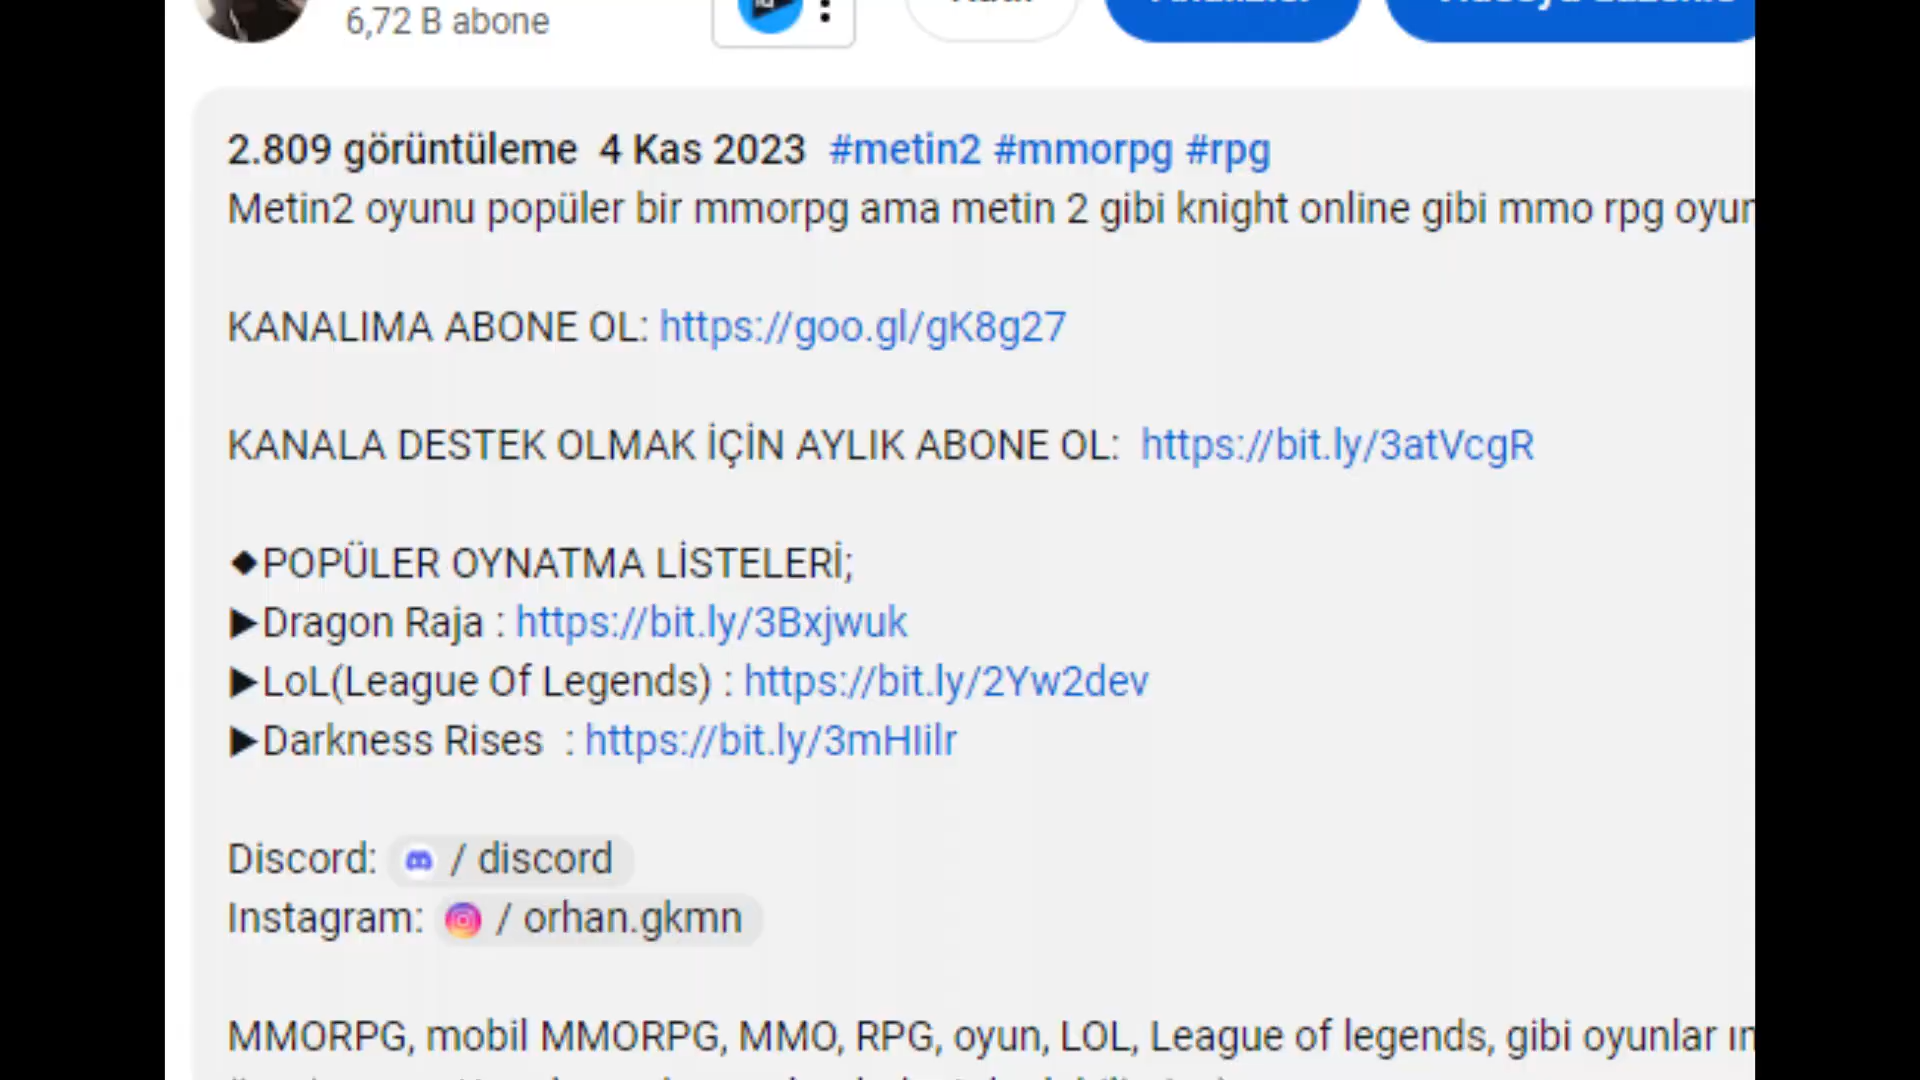 6,72 B abone
2.809 görüntüleme 4 Kas 2023 #metin2 #mmorpg #rpg
Metin2 oyunu popüler bir mmorpg ama metin 2 gibi knight online gibi mmo rpg
KANALIMA ABONE OL: https://goo.gl/gK8g27
KANALA DESTEK OLMAK İÇİN AYLIK ABONE OL: https://bit.ly/3atVcgR
◆POPÜLER OYNATMA LİSTELERİ;
▶Dragon Raja : https://bit.ly/3Bxjwuk
▶LoL(League Of Legends) : https://bit.ly/2Yw2dev
▶Darkness Rises : https://bit.ly/3mHIilr
Discord: / discord
Instagram: / orhan.gkmn
MMORPG, mobil MMORPG, MMO, RPG, oyun, LOL, League of legends, gibi oyunlar